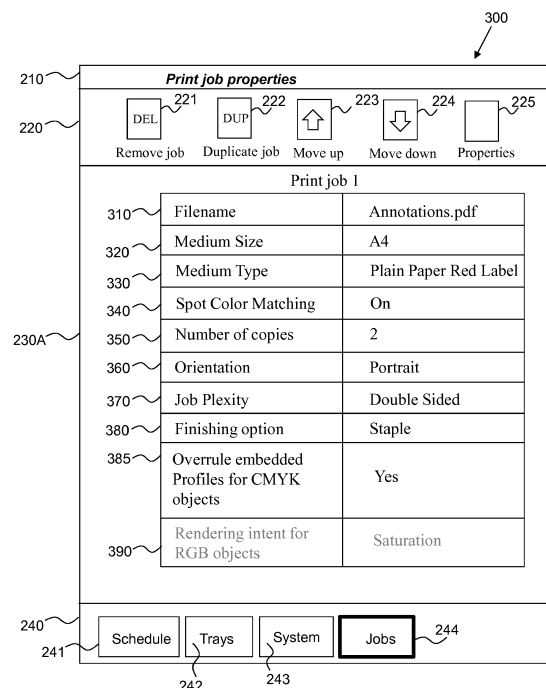 300
210
Print job properties
220
221 222 223 224 225
DEL DUP
Remove job Duplicate job Move up Move down Properties
Print job 1
310 Filename Annotations.pdf
320 Medium Size A4
330 Medium Type Plain Paper Red Label
340 Spot Color Matching On
230A
350 Number of copies 2
360 Orientation Portrait
370 Job Plexity Double Sided
380 Finishing option Staple
385 Overrule embedded
Profiles for CMYK Yes
objects
390 Rendering intent for Saturation
RGB objects
240
Schedule Trays System Jobs 244
241 242 243